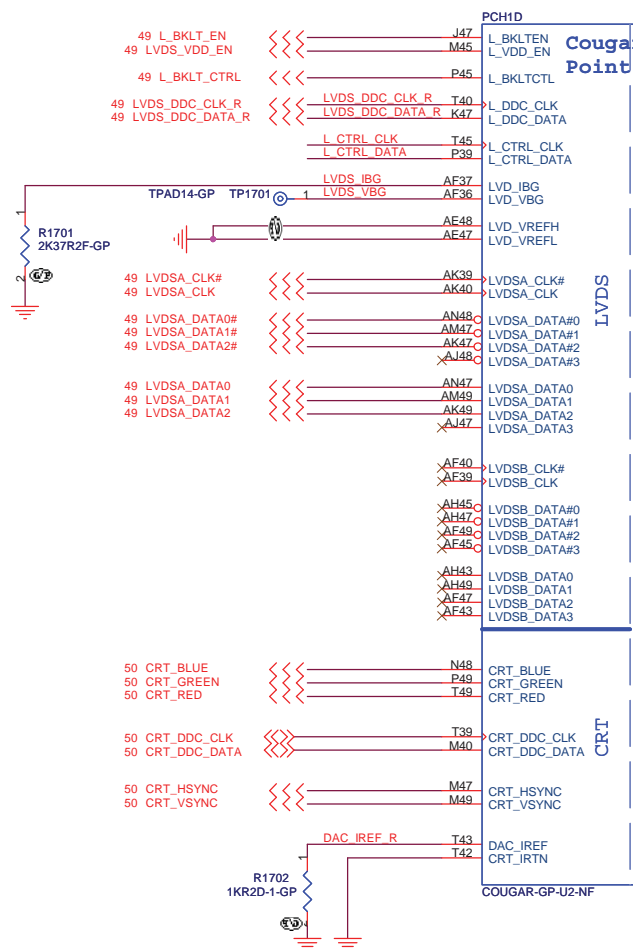 PCH1D
49 L_BKLT_EN J47 L_BKLTEN Cougar
49 LVDS_VDD_EN M45 L_VDD_EN Point
49 L_BKLT_CTRL P45 L_BKLTCTL
49 LVDS_DDC_CLK_R LVDS_DDC_CLK_R T40 L_DDC_CLK
49 LVDS_DDC_DATA_R LVDS_DDC_DATA_R K47 L_DDC_DATA
L_CTRL_CLK T45 L_CTRL_CLK
L_CTRL_DATA P39 L_CTRL_DATA
LVDS_IBG AF37 LVD_IBG
TPAD14-GP TP1701 1 LVDS_VBG AF36 LVD_VBG
1
R1701
2K37R2F-GP
2
AE48 LVD_VREFH
AE47 LVD_VREFL
49 LVDSA_CLK# AK39 LVDSA_CLK#
49 LVDSA_CLK AK40 LVDSA_CLK
LVDS
49 LVDSA_DATA0# AN48 LVDSA_DATA#0
49 LVDSA_DATA1# AM47 LVDSA_DATA#1
49 LVDSA_DATA2# AK47 LVDSA_DATA#2
AJ48 LVDSA_DATA#3
49 LVDSA_DATA0 AN47 LVDSA_DATA0
49 LVDSA_DATA1 AM49 LVDSA_DATA1
49 LVDSA_DATA2 AK49 LVDSA_DATA2
AJ47 LVDSA_DATA3
AF40 LVDSB_CLK#
AF39 LVDSB_CLK
AH45 LVDSB_DATA#0
AH47 LVDSB_DATA#1
AF49 LVDSB_DATA#2
AF45 LVDSB_DATA#3
AH43 LVDSB_DATA0
AH49 LVDSB_DATA1
AF47 LVDSB_DATA2
AF43 LVDSB_DATA3
50 CRT_BLUE N48 CRT_BLUE
50 CRT_GREEN P49 CRT_GREEN
50 CRT_RED T49 CRT_RED
50 CRT_DDC_CLK T39 CRT_DDC_CLK
50 CRT_DDC_DATA M40 CRT_DDC_DATA
CRT
50 CRT_HSYNC M47 CRT_HSYNC
50 CRT_VSYNC M49 CRT_VSYNC
DAC_IREF_R T43 DAC_IREF
T42 CRT_IRTN
1
R1702
1KR2D-1-GP
COUGAR-GP-U2-NF